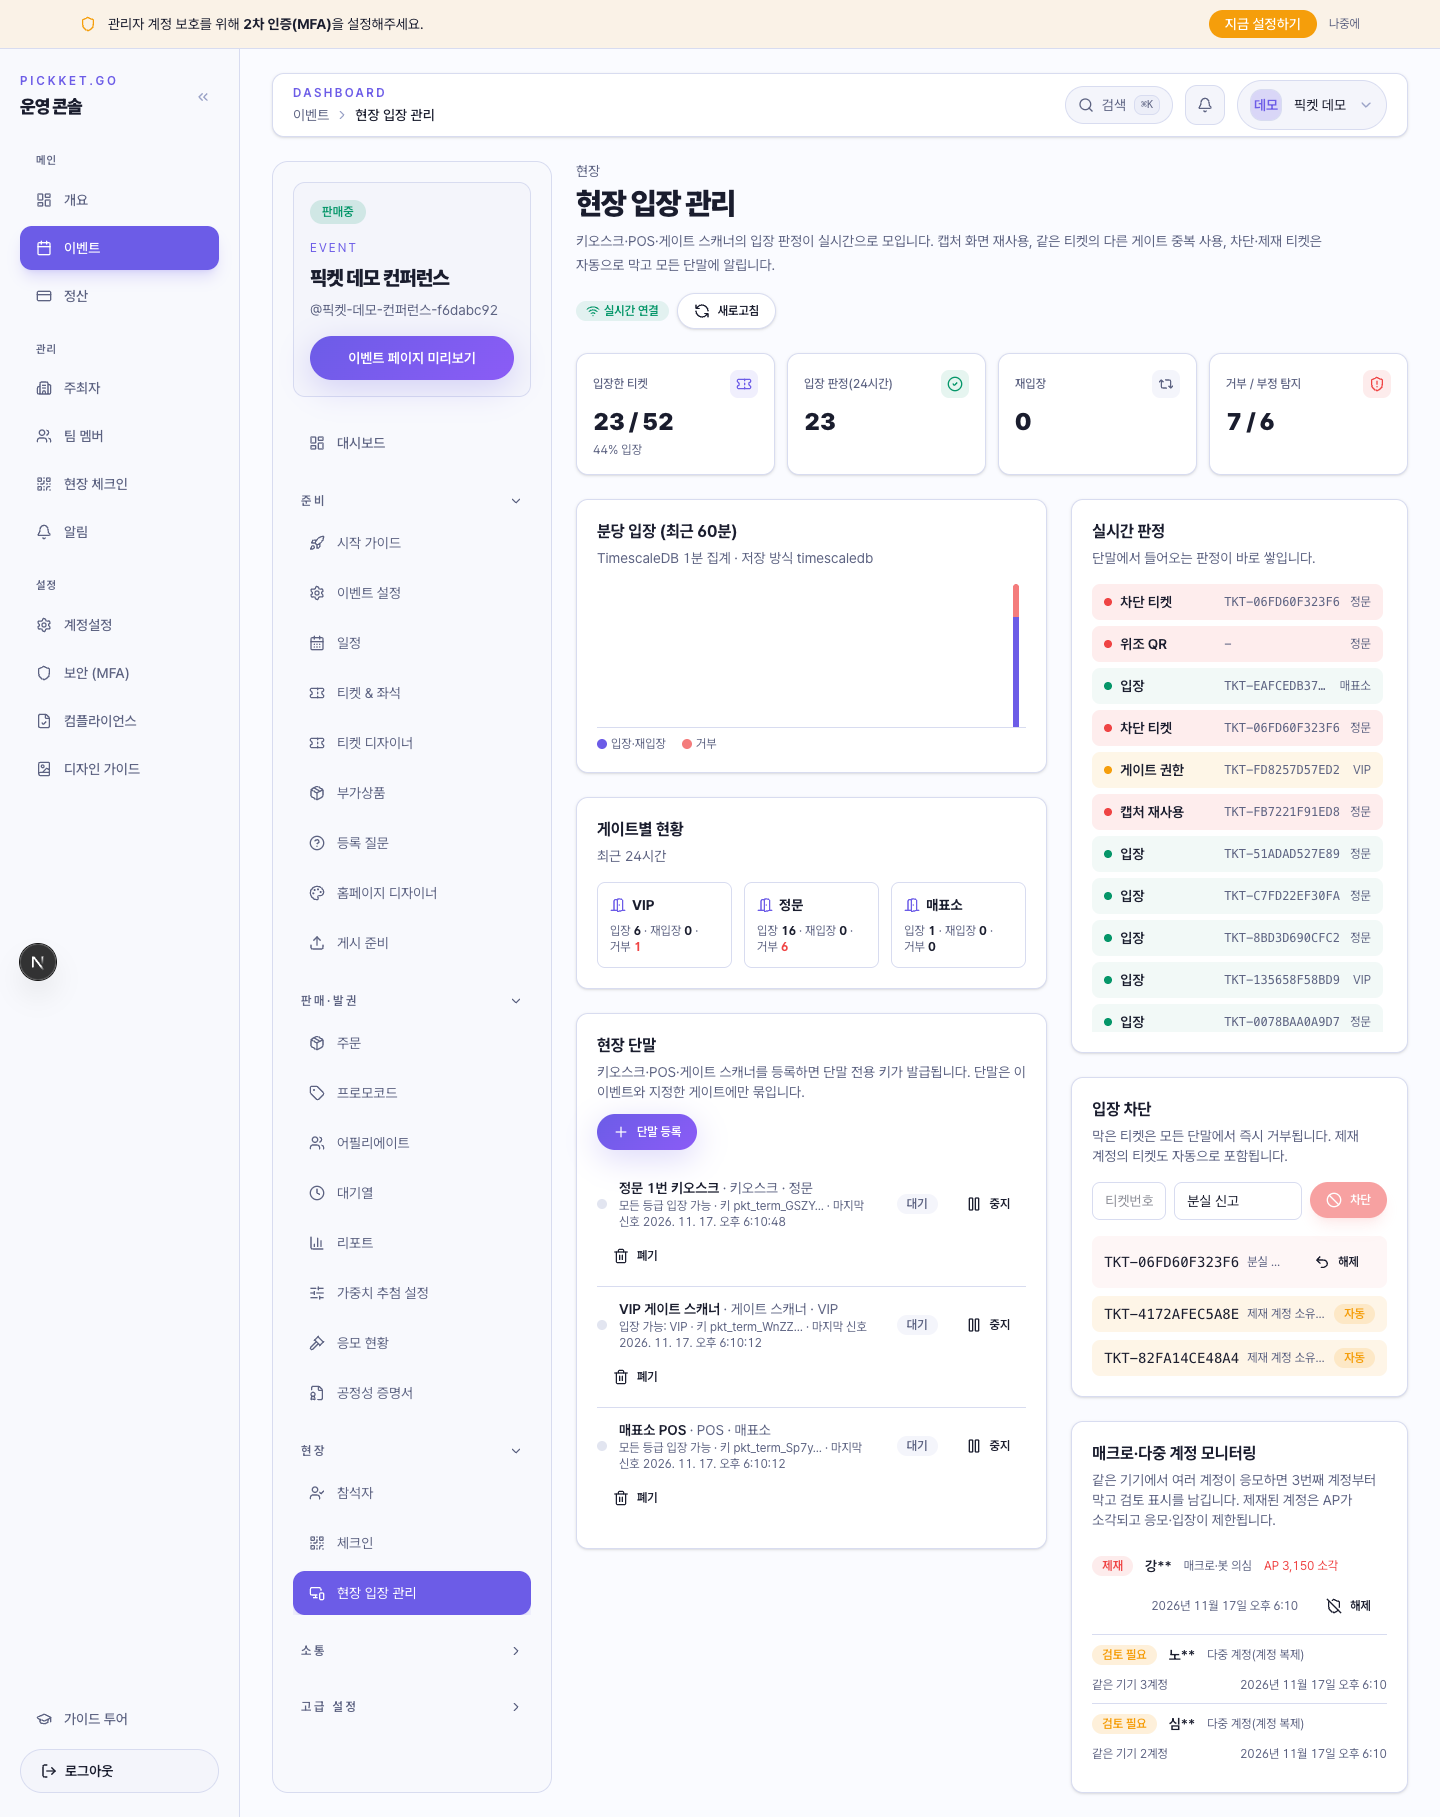 관리자 계정 보호를 위해 2차 인증(MFA)을 설정해주세요.
지금 설정하기
나중에
PICKKET.GO
운영 콘솔
메인
개요
이벤트
정산
관리
주최자
팀 멤버
현장 체크인
알림
설정
계정설정
보안 (MFA)
컴플라이언스
디자인 가이드
N
가이드 투어
로그아웃
DASHBOARD
이벤트 > 현장 입장 관리
검색 ⌘K
데모 픽켓 데모
판매중
EVENT
픽켓 데모 컨퍼런스
@픽켓-데모-컨퍼런스-f6dabc92
이벤트 페이지 미리보기
대시보드
준비
시작 가이드
이벤트 설정
일정
티켓 & 좌석
티켓 디자이너
부가상품
등록 질문
홈페이지 디자이너
게시 준비
판매·발권
주문
프로모코드
어필리에이트
대기열
리포트
가중치 추첨 설정
응모 현황
공정성 증명서
현장
참석자
체크인
현장 입장 관리
소통
고급 설정
현장
현장 입장 관리
키오스크·POS·게이트 스캐너의 입장 판정이 실시간으로 모입니다. 캡처 화면 재사용, 같은 티켓의 다른 게이트 중복 사용, 차단·제재 티켓은
자동으로 막고 모든 단말에 알립니다.
실시간 연결
새로고침
입장한 티켓
23 / 52
44% 입장
입장 판정(24시간)
23
재입장
0
거부 / 부정 탐지
7 / 6
분당 입장 (최근 60분)
TimescaleDB 1분 집계 · 저장 방식 timescaledb
입장·재입장
거부
게이트별 현황
최근 24시간
VIP
입장 6 · 재입장 0 ·
거부 1
정문
입장 16 · 재입장 0 ·
거부 6
매표소
입장 1 · 재입장 0 ·
거부 0
현장 단말
키오스크·POS·게이트 스캐너를 등록하면 단말 전용 키가 발급됩니다. 단말은 이
이벤트와 지정한 게이트에만 묶입니다.
단말 등록
정문 1번 키오스크 · 키오스크 · 정문
모든 등급 입장 가능 · 키 pkt_term_GSZY... · 마지막
신호 2026. 11. 17. 오후 6:10:48
대기
중지
폐기
VIP 게이트 스캐너 · 게이트 스캐너 · VIP
입장 가능: VIP · 키 pkt_term_WnZZ... · 마지막 신호
2026. 11. 17. 오후 6:10:12
대기
중지
폐기
매표소 POS · POS · 매표소
모든 등급 입장 가능 · 키 pkt_term_Sp7y... · 마지막
신호 2026. 11. 17. 오후 6:10:12
대기
중지
폐기
실시간 판정
단말에서 들어오는 판정이 바로 쌓입니다.
차단 티켓 TKT-06FD60F323F6 정문
위조 QR – 정문
입장 TKT-EAFCEDB37… 매표소
차단 티켓 TKT-06FD60F323F6 정문
게이트 권한 TKT-FD8257D57ED2 VIP
캡처 재사용 TKT-FB7221F91ED8 정문
입장 TKT-51ADAD527E89 정문
입장 TKT-C7FD22EF30FA 정문
입장 TKT-8BD3D690CFC2 정문
입장 TKT-135658F58BD9 VIP
입장 TKT-0078BAA0A9D7 정문
입장 차단
막은 티켓은 모든 단말에서 즉시 거부됩니다. 제재
계정의 티켓도 자동으로 포함됩니다.
티켓번호
분실 신고
차단
TKT-06FD60F323F6 분실 ... 해제
TKT-4172AFEC5A8E 제재 계정 소유... 자동
TKT-82FA14CE48A4 제재 계정 소유... 자동
매크로·다중 계정 모니터링
같은 기기에서 여러 계정이 응모하면 3번째 계정부터
막고 검토 표시를 남깁니다. 제재된 계정은 AP가
소각되고 응모·입장이 제한됩니다.
제재 강** 매크로·봇 의심 AP 3,150 소각
2026년 11월 17일 오후 6:10 해제
검토 필요 노** 다중 계정(계정 복제)
같은 기기 3계정 2026년 11월 17일 오후 6:10
검토 필요 심** 다중 계정(계정 복제)
같은 기기 2계정 2026년 11월 17일 오후 6:10